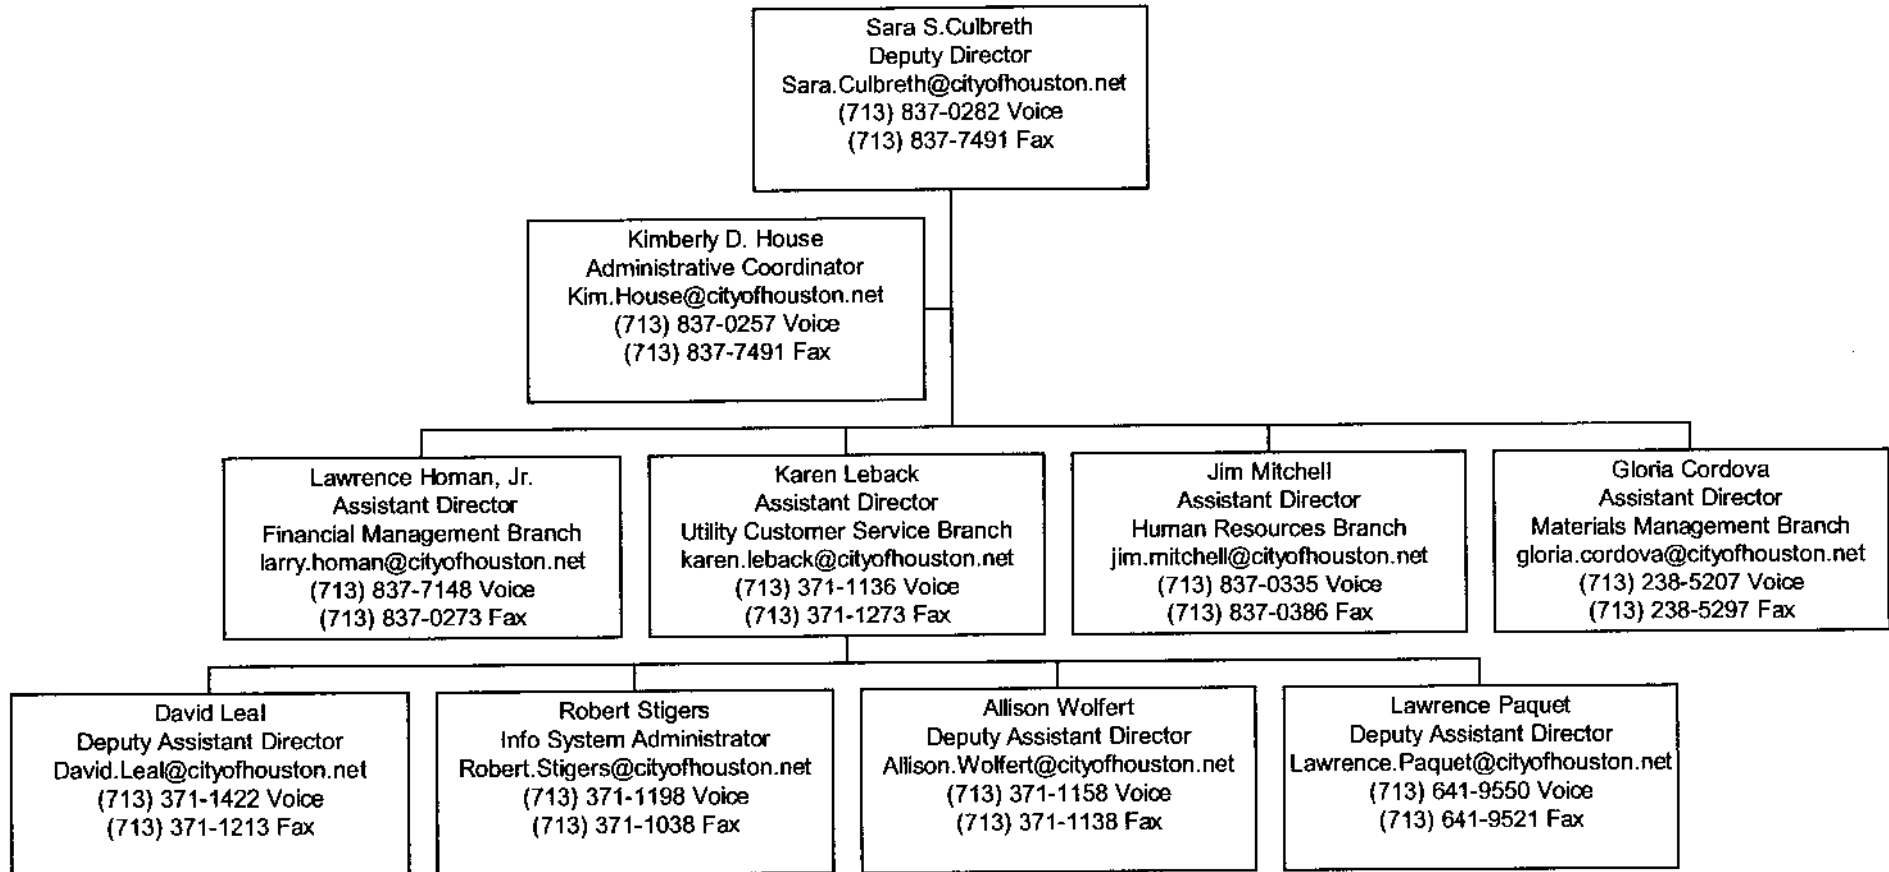 Sara S.Culbreth
Deputy Director
Sara.Culbreth@cityofhouston.net
(713) 837-0282 Voice
(713) 837-7491 Fax
Kimberly D. House
Administrative Coordinator
Kim.House@cityofhouston.net
(713) 837-0257 Voice
(713) 837-7491 Fax
Lawrence Homan, Jr.
Assistant Director
Financial Management Branch
larry.homan@cityofhouston.net
(713) 837-7148 Voice
(713) 837-0273 Fax
Karen Leback
Assistant Director
Utility Customer Service Branch
karen.leback@cityofhouston.net
(713) 371-1136 Voice
(713) 371-1273 Fax
Jim Mitchell
Assistant Director
Human Resources Branch
jim.mitchell@cityofhouston.net
(713) 837-0335 Voice
(713) 837-0386 Fax
Gloria Cordova
Assistant Director
Materials Management Branch
gloria.cordova@cityofhouston.net
(713) 238-5207 Voice
(713) 238-5297 Fax
David Leal
Deputy Assistant Director
David.Leal@cityofhouston.net
(713) 371-1422 Voice
(713) 371-1213 Fax
Robert Stigers
Info System Administrator
Robert.Stigers@cityofhouston.net
(713) 371-1198 Voice
(713) 371-1038 Fax
Allison Wolfert
Deputy Assistant Director
Allison.Wolfert@cityofhouston.net
(713) 371-1158 Voice
(713) 371-1138 Fax
Lawrence Paquet
Deputy Assistant Director
Lawrence.Paquet@cityofhouston.net
(713) 641-9550 Voice
(713) 641-9521 Fax